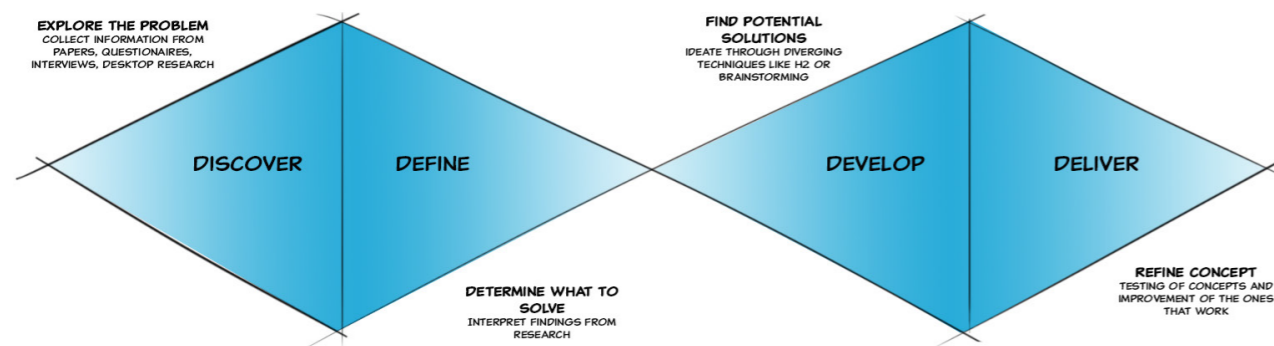 EXPLORE THE PROBLEM
COLLECT INFORMATION FROM
PAPERS, QUESTIONAIRES,
INTERVIEWS, DESKTOP RESEARCH
DISCOVER
DEFINE
DETERMINE WHAT TO
SOLVE
INTERPRET FINDINGS FROM
RESEARCH
FIND POTENTIAL
SOLUTIONS
IDEATE THROUGH DIVERGING
TECHNIQUES LIKE H2 OR
BRAINSTORMING
DEVELOP
DELIVER
REFINE CONCEPT
TESTING OF CONCEPTS AND
IMPROVEMENT OF THE ONES
THAT WORK